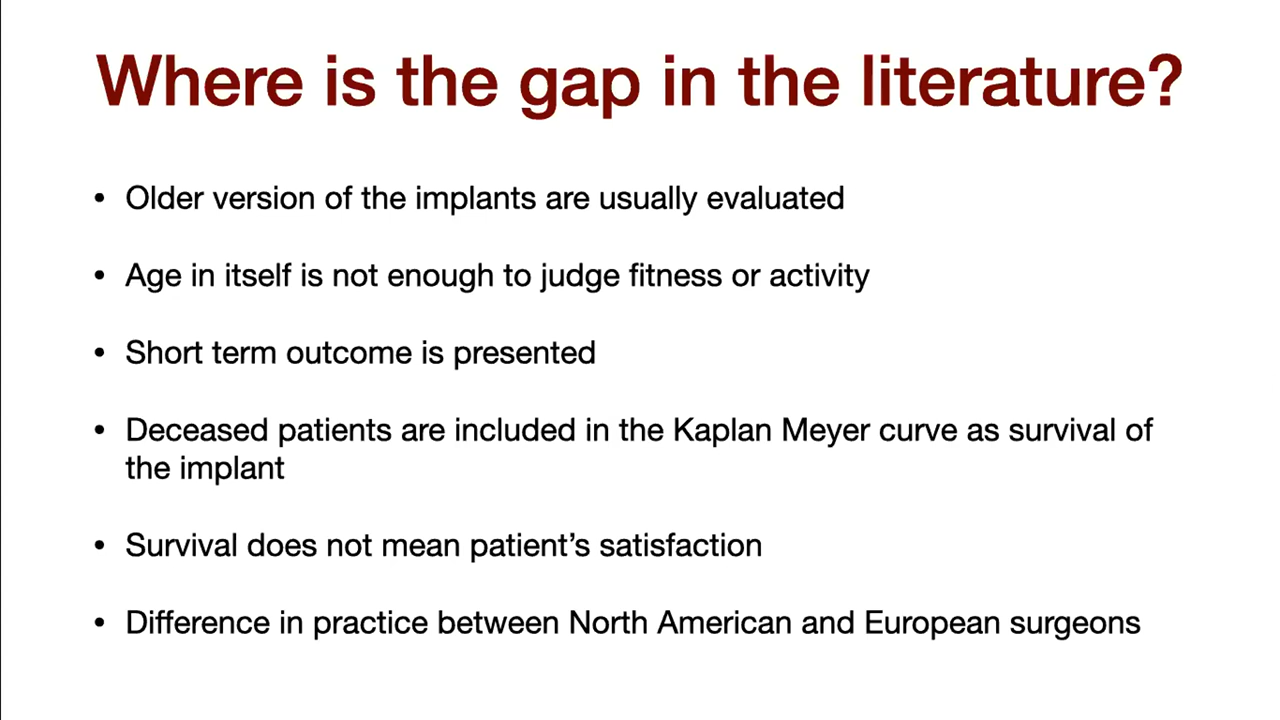 Where is the gap in the literature?
• Older version of the implants are usually evaluated
• Age in itself is not enough to judge fitness or activity
• Short term outcome is presented
• Deceased patients are included in the Kaplan Meyer curve as survival of
the implant
• Survival does not mean patient’s satisfaction
• Difference in practice between North American and European surgeons